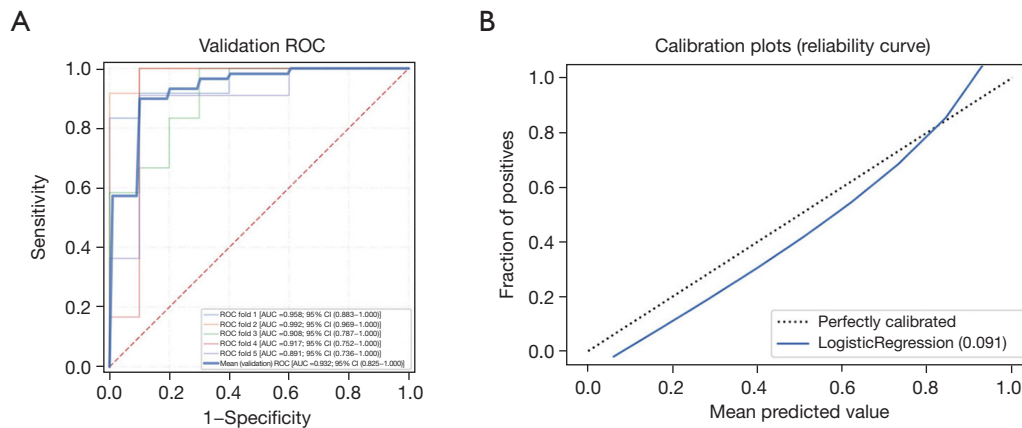 A
Validation ROC
1.0
0.8
0.6
0.4
0.2
0.0
Sensitivity
ROC fold 1 [AUC =0.958; 95% CI (0.883–1.000)]
ROC fold 2 [AUC =0.992; 95% CI (0.969–1.000)]
ROC fold 3 [AUC =0.908; 95% CI (0.787–1.000)]
ROC fold 4 [AUC =0.917; 95% CI (0.752–1.000)]
ROC fold 5 [AUC =0.891; 95% CI (0.736–1.000)]
Mean (validation) ROC [AUC =0.932; 95% CI (0.825–1.000)]
0.0 0.2 0.4 0.6 0.8 1.0
1–Specificity
B
Calibration plots (reliability curve)
1.0
0.8
0.6
0.4
0.2
0.0
Fraction of positives
Perfectly calibrated
LogisticRegression (0.091)
0.0 0.2 0.4 0.6 0.8 1.0
Mean predicted value